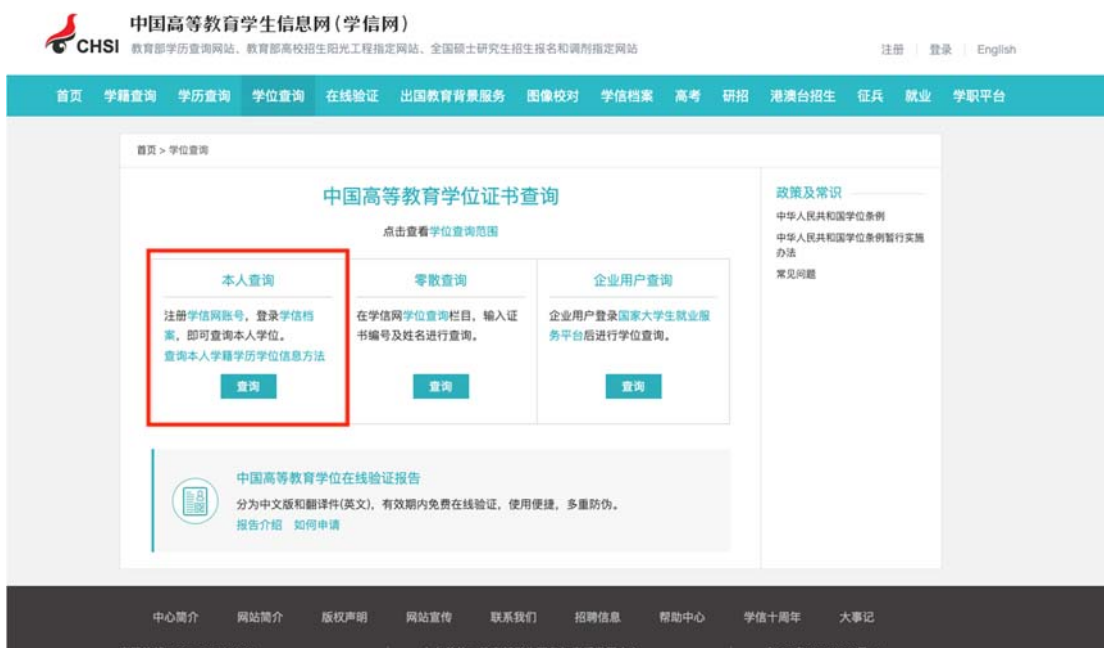 中国高等教育学生信息网(学信网)
CHSI 教育部学历查询网站、教育部高校招生阳光工程指定网站、全国硕士研究生招生报名和调剂指定网站
注册 | 登录 | English
首页 学籍查询 学历查询 学位查询 在线验证 出国教育背景服务 图像校对 学信档案 高考 研招 港澳台招生 征兵 就业 学职平台
首页 > 学位查询
中国高等教育学位证书查询
点击查看学位查询范围
本人查询
注册学信网账号，登录学信档
案，即可查询本人学位。
查询本人学籍学历学位信息方法
查询
零散查询
在学信网学位查询栏目，输入证
书编号及姓名进行查询。
查询
企业用户查询
企业用户登录国家大学生就业服
务平台后进行学位查询。
查询
中国高等教育学位在线验证报告
分为中文版和翻译件(英文)，有效期内免费在线验证，使用便捷，多重防伪。
报告介绍 如何申请
政策及常识
中华人民共和国学位条例
中华人民共和国学位条例暂行实施
办法
常见问题
中心简介 网站简介 版权声明 网站宣传 联系我们 招聘信息 帮助中心 学信十周年 大事记